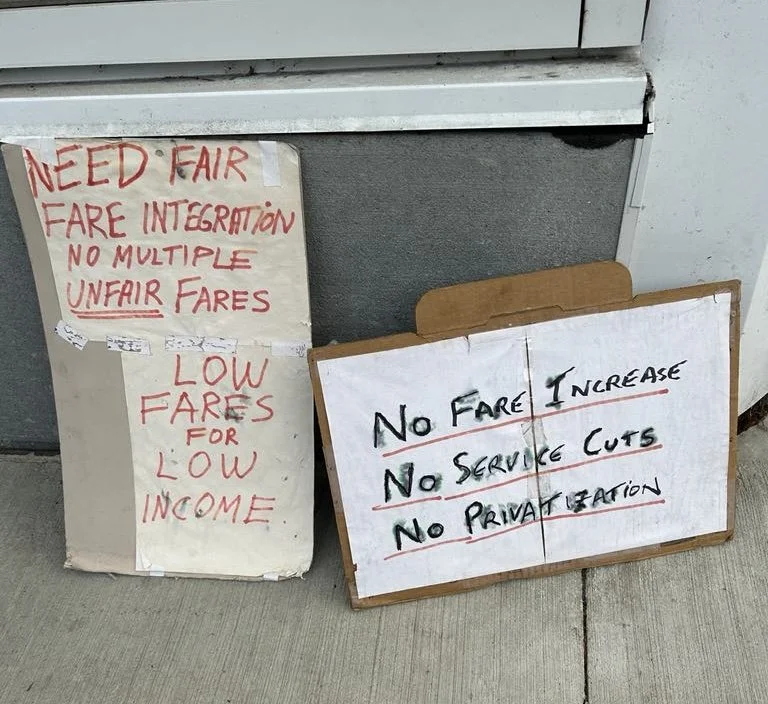 NEED FAIR
FARE INTEGRATION
NO MULTIPLE
UNFAIR FARES
LOW
FARES
FOR
LOW
INCOME
NO FARE INCREASE
NO SERVICE CUTS
NO PRIVATIZATION